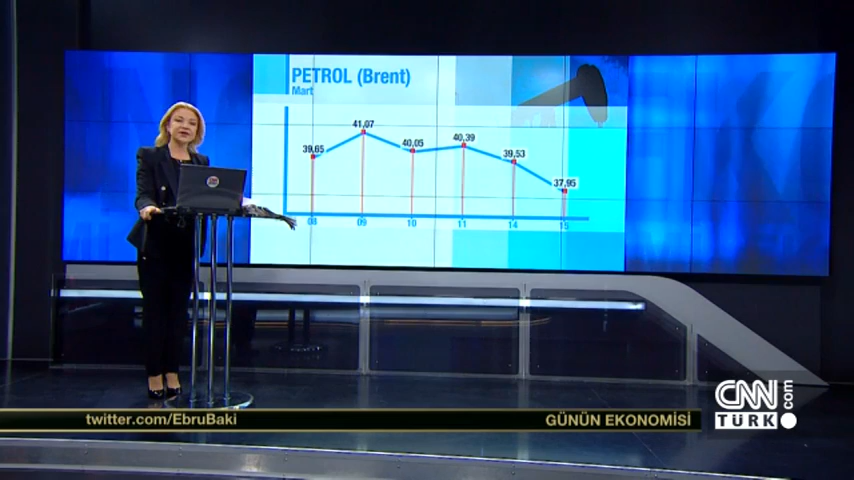 PETROL (Brent)
Mart
39,65
41,07
40,05
40,39
39,53
37,95
08
09
10
11
14
15
twitter.com/EbruBaki
GÜNÜN EKONOMİSİ
CNN
TÜRK
.com